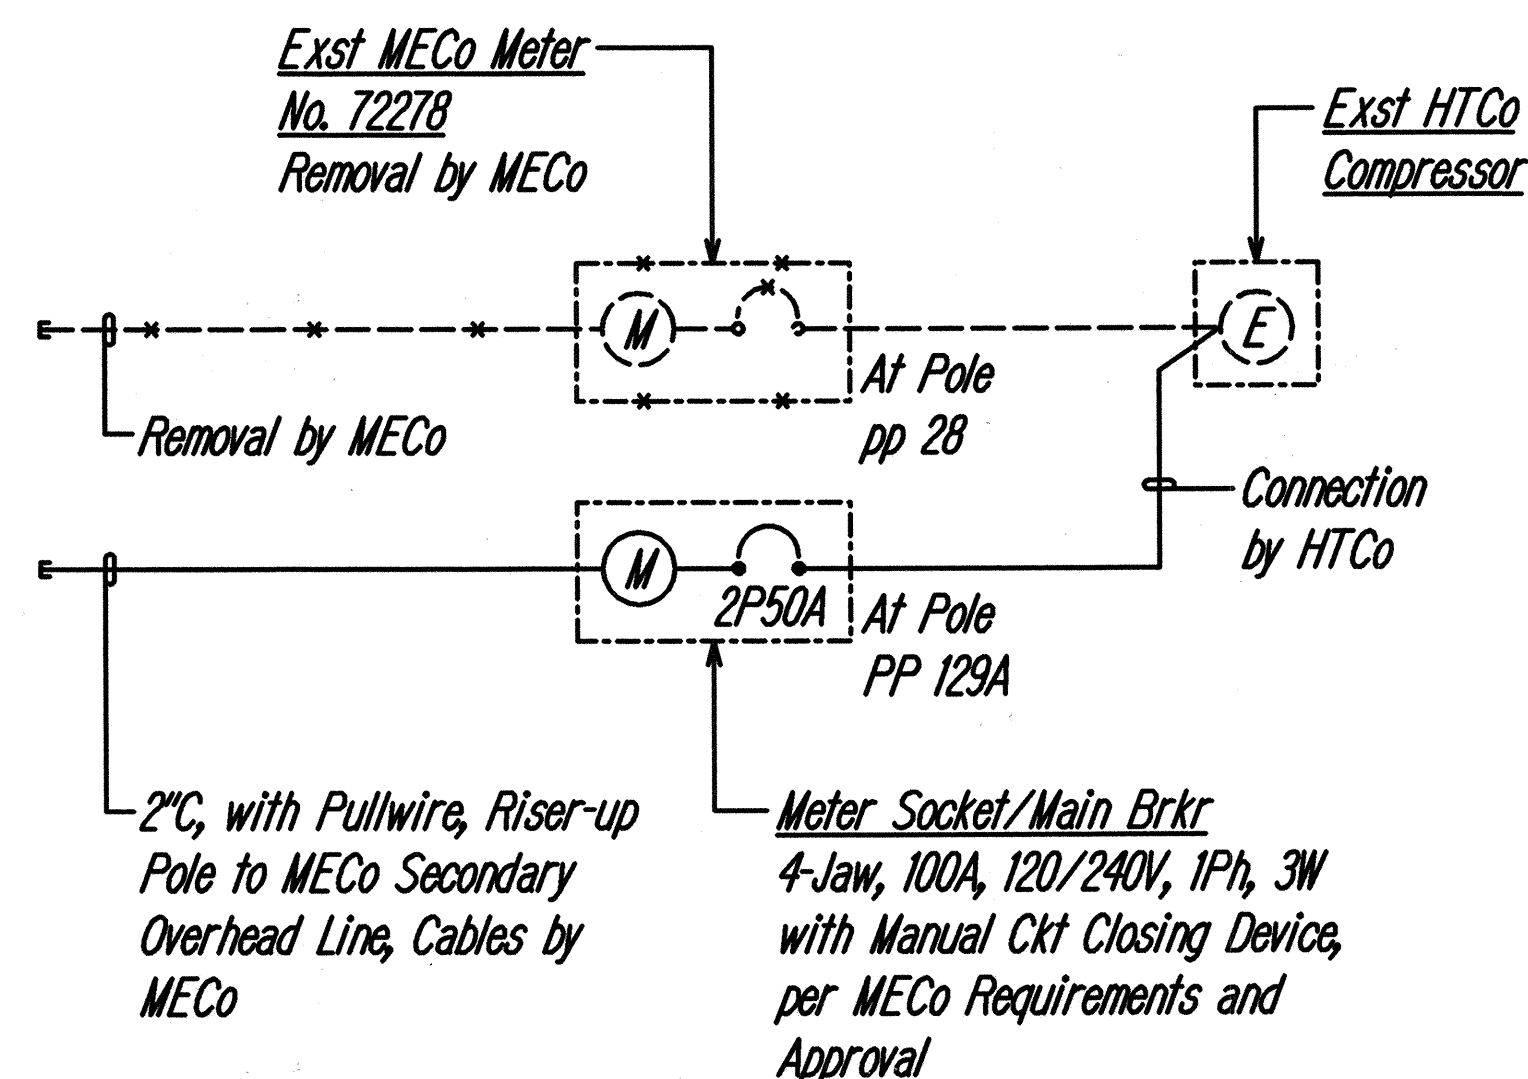 Exst MECo Meter
No. 72278
Removal by MECo
Exst HTCo
Compressor
E
M
E
At Pole
pp 28
Removal by MECo
Connection
by HTCo
E
M
2P50A
At Pole
PP 129A
2"C, with Pullwire, Riser-up
Pole to MECo Secondary
Overhead Line, Cables by
MECo
Meter Socket/Main Brkr
4-Jaw, 100A, 120/240V, 1Ph, 3W
with Manual Ckt Closing Device,
per MECo Requirements and
Approval